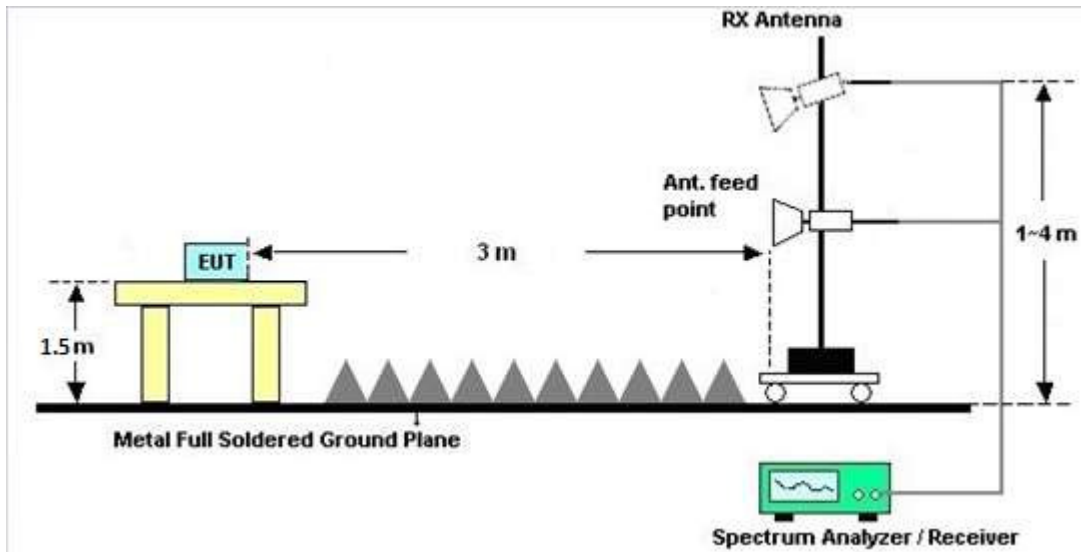 RX Antenna
Ant. feed
point
EUT
3 m
1~4 m
1.5 m
Metal Full Soldered Ground Plane
Spectrum Analyzer / Receiver